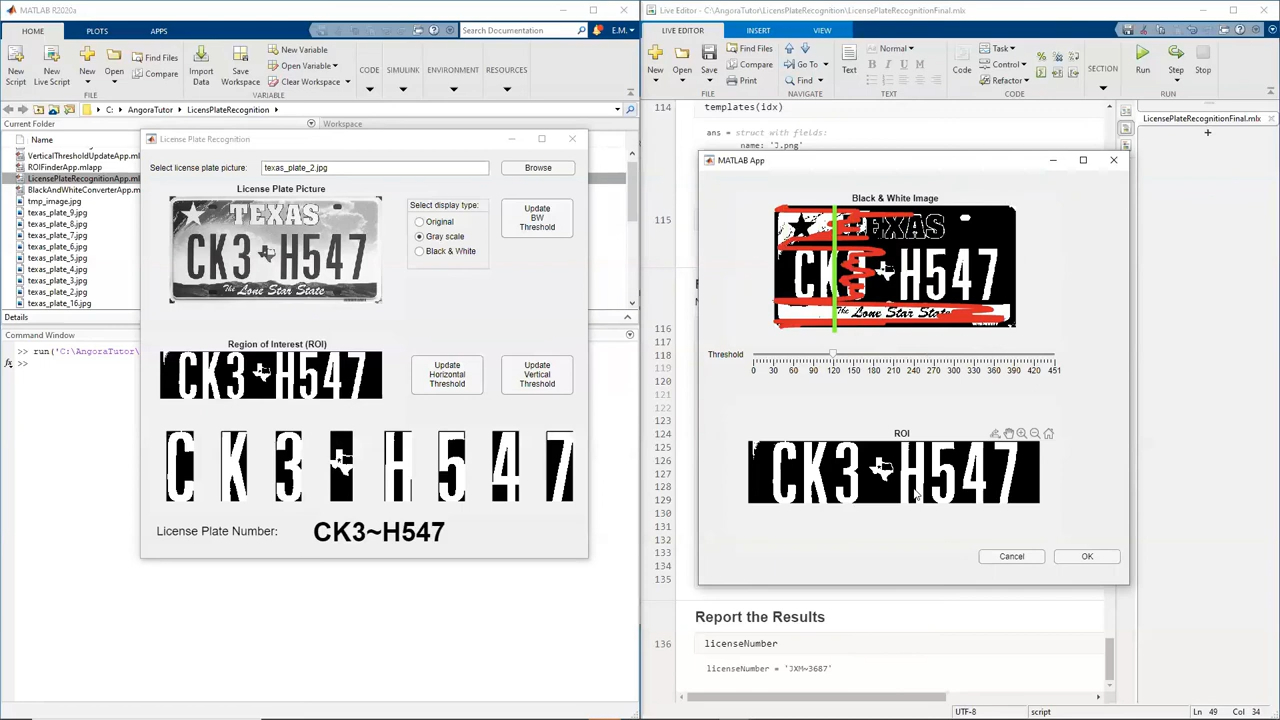 MATLAB R2020a
HOME PLOTS APPS
Search Documentation
E.M.
New Script
New Live Script
New
Open
Find Files
Compare
Import Data
Save Workspace
New Variable
Open Variable
Clear Workspace
CODE
SIMULINK
ENVIRONMENT
RESOURCES
FILE
VARIABLE
C: AngoraTutor LicensPlateRecognition
Current Folder
Workspace
Name
VerticalThresholdUpdateApp.m
ROIFinderApp.mlapp
LicensePlateRecognitionApp.m
BlackAndWhiteConverterApp.m
tmp_image.jpg
texas_plate_9.jpg
texas_plate_8.jpg
texas_plate_7.jpg
texas_plate_6.jpg
texas_plate_5.jpg
texas_plate_4.jpg
texas_plate_3.jpg
texas_plate_2.jpg
texas_plate_16.jpg
Details
Command Window
>> run('C:\AngoraTutor\
fx >>
License Plate Recognition
Select license plate picture:
texas_plate_2.jpg
Browse
License Plate Picture
TEXAS
CK3 H547
The Lone Star State
Select display type:
Original
Gray scale
Black & White
Update BW Threshold
Region of Interest (ROI)
CK3 H547
Update Horizontal Threshold
Update Vertical Threshold
C K 3 H 5 4 7
License Plate Number: CK3~H547
Live Editor - C:\AngoraTutor\LicensPlateRecognition\LicensePlateRecognitionFinal.mlx
LIVE EDITOR INSERT VIEW
New
Open
Save
Find Files
Compare
Print
Go To
Find
Text
Normal
B I U M
Code
Task
Control
Refactor
SECTION
Run
Step
Stop
FILE
NAVIGATE
TEXT
CODE
RUN
LicensePlateRecognitionFinal.mlx
114 templates(idx)
ans = struct with fields:
name: 'J.png'
115
116
117
118
119
120
121
122
123
124
125
126
127
128
129
130
131
132
133
134
135
MATLAB App
Black & White Image
TEXAS
CK3 H547
The Lone Star State
Threshold
0 30 60 90 120 150 180 210 240 270 300 330 360 390 420 451
ROI
CK3 H547
Cancel
OK
Report the Results
136 licenseNumber
licenseNumber = 'JXM~3687'
UTF-8
script
Ln 49 Col 34